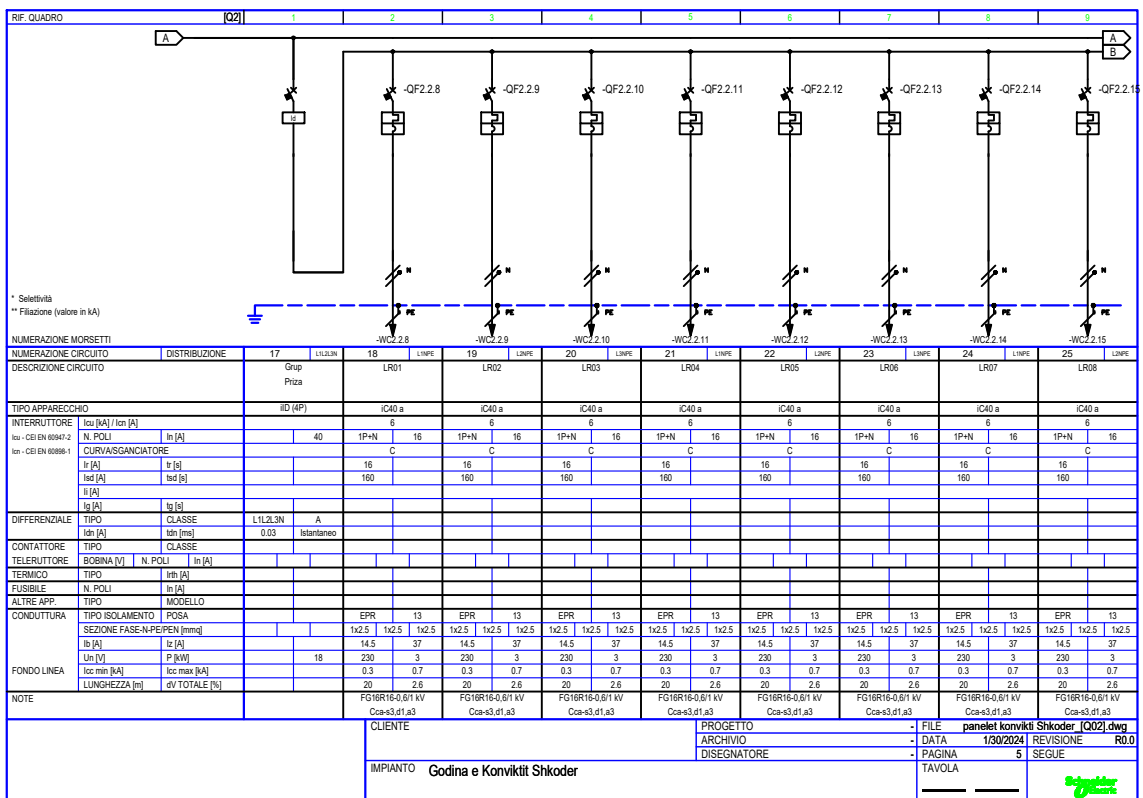 RIF. QUADRO [Q2] 1 2 3 4 5 6 7 8 9
A A
B
-QF2.2.8 -QF2.2.9 -QF2.2.10 -QF2.2.11 -QF2.2.12 -QF2.2.13 -QF2.2.14 -QF2.2.15
Id
N N N N N N N N
* Selettività
** Filiazione (valore in kA)
PE PE PE PE PE PE PE PE
NUMERAZIONE MORSETTI -WC2.2.8 -WC2.2.9 -WC2.2.10 -WC2.2.11 -WC2.2.12 -WC2.2.13 -WC2.2.14 -WC2.2.15
NUMERAZIONE CIRCUITO DISTRIBUZIONE 17 L1L2L3N 18 L1NPE 19 L2NPE 20 L3NPE 21 L1NPE 22 L2NPE 23 L3NPE 24 L1NPE 25 L2NPE
DESCRIZIONE CIRCUITO Grup LR01 LR02 LR03 LR04 LR05 LR06 LR07 LR08
Priza
TIPO APPARECCHIO iID (4P) iC40 a iC40 a iC40 a iC40 a iC40 a iC40 a iC40 a iC40 a
INTERRUTTORE Icu [kA] / Icn [A] 6 6 6 6 6 6 6 6
Icu - CEI EN 60947-2 N. POLI In [A] 40 1P+N 16 1P+N 16 1P+N 16 1P+N 16 1P+N 16 1P+N 16 1P+N 16 1P+N 16
Icn - CEI EN 60898-1 CURVA/SGANCIATORE C C C C C C C C
Ir [A] tr [s] 16 16 16 16 16 16 16 16
Isd [A] tsd [s] 160 160 160 160 160 160 160 160
Ii [A]
Ig [A] tg [s]
DIFFERENZIALE TIPO CLASSE L1L2L3N A
Idn [A] tdn [ms] 0.03 Istantaneo
CONTATTORE TIPO CLASSE
TELERUTTORE BOBINA [V] N. POLI In [A]
TERMICO TIPO Irth [A]
FUSIBILE N. POLI In [A]
ALTRE APP. TIPO MODELLO
CONDUTTURA TIPO ISOLAMENTO POSA EPR 13 EPR 13 EPR 13 EPR 13 EPR 13 EPR 13 EPR 13 EPR 13
SEZIONE FASE-N-PE/PEN [mmq] 1x2.5 1x2.5 1x2.5 1x2.5 1x2.5 1x2.5 1x2.5 1x2.5 1x2.5 1x2.5 1x2.5 1x2.5 1x2.5 1x2.5 1x2.5 1x2.5 1x2.5 1x2.5 1x2.5 1x2.5 1x2.5 1x2.5 1x2.5 1x2.5
Ib [A] Iz [A] 14.5 37 14.5 37 14.5 37 14.5 37 14.5 37 14.5 37 14.5 37 14.5 37
Un [V] P [kW] 18 230 3 230 3 230 3 230 3 230 3 230 3 230 3 230 3
FONDO LINEA Icc min [kA] Icc max [kA] 0.3 0.7 0.3 0.7 0.3 0.7 0.3 0.7 0.3 0.7 0.3 0.7 0.3 0.7 0.3 0.7
LUNGHEZZA [m] dV TOTALE [%] 20 2.6 20 2.6 20 2.6 20 2.6 20 2.6 20 2.6 20 2.6 20 2.6
NOTE FG16R16-0,6/1 kV FG16R16-0,6/1 kV FG16R16-0,6/1 kV FG16R16-0,6/1 kV FG16R16-0,6/1 kV FG16R16-0,6/1 kV FG16R16-0,6/1 kV FG16R16-0,6/1 kV
Cca-s3,d1,a3 Cca-s3,d1,a3 Cca-s3,d1,a3 Cca-s3,d1,a3 Cca-s3,d1,a3 Cca-s3,d1,a3 Cca-s3,d1,a3 Cca-s3,d1,a3
CLIENTE PROGETTO - FILE panelet konvikti Shkoder_[Q02].dwg
ARCHIVIO - DATA 1/30/2024 REVISIONE R0.0
DISEGNATORE - PAGINA 5 SEGUE
IMPIANTO Godina e Konviktit Shkoder TAVOLA
Schneider
Electric